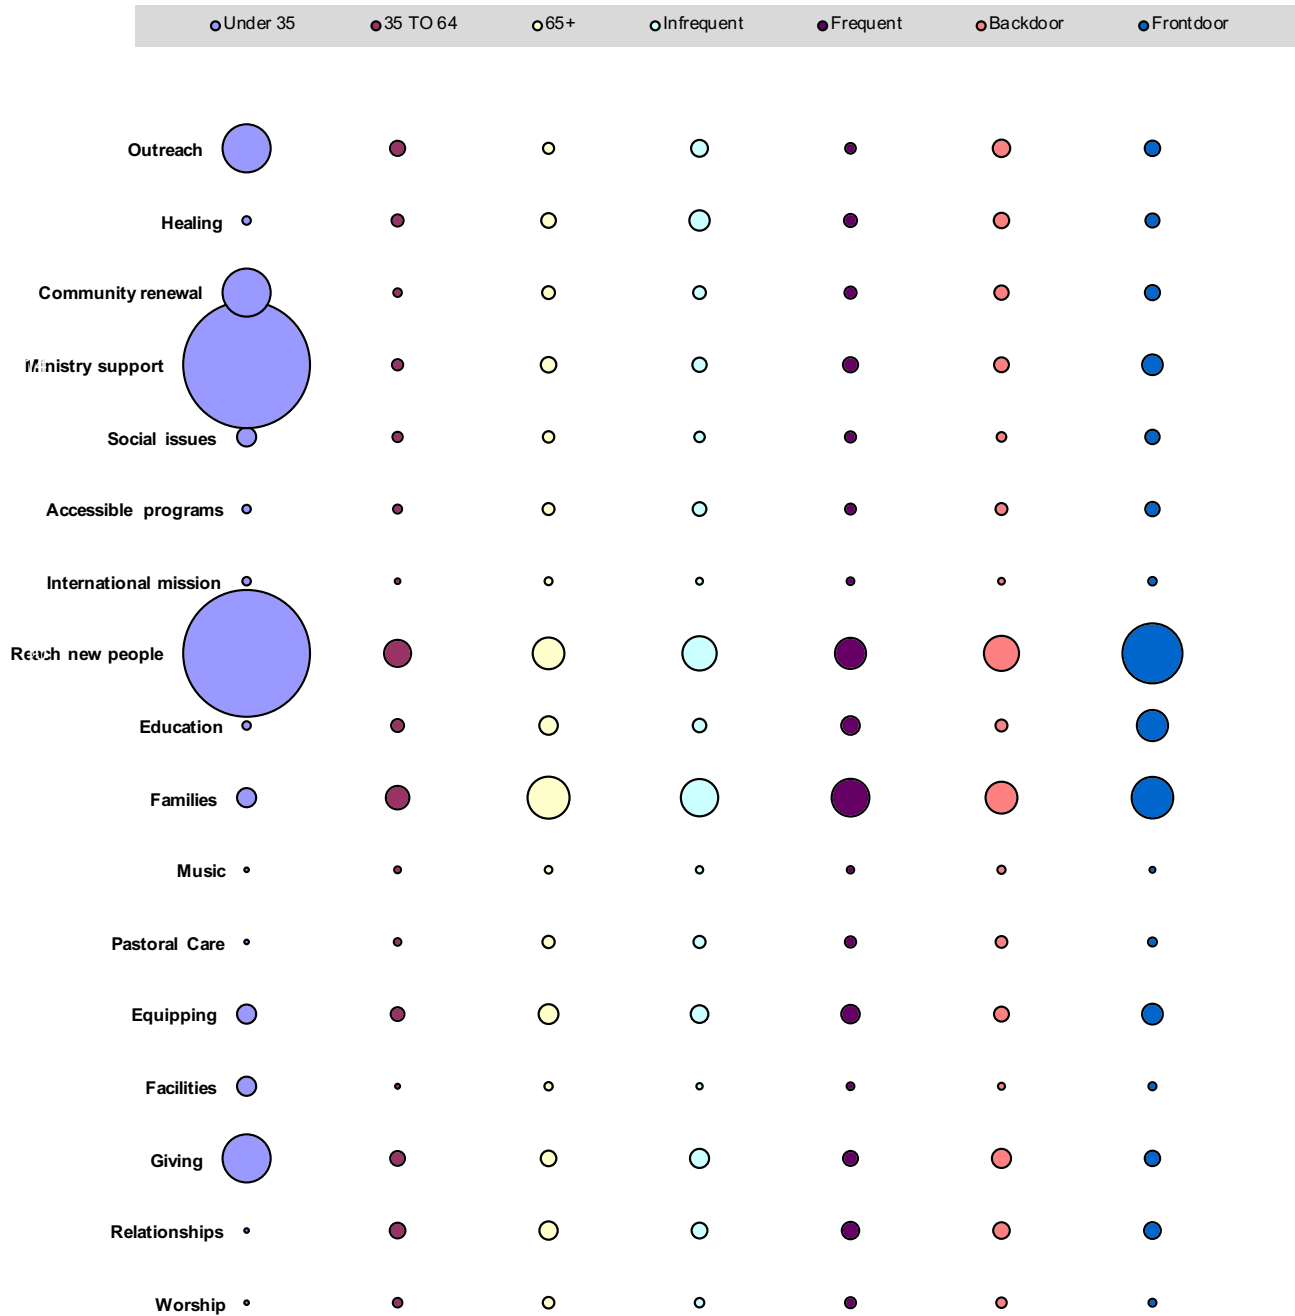 Under 35 35 TO 64 65+ Infrequent Frequent Backdoor Frontdoor
Outreach
Healing
Community renewal
Ministry support
Social issues
Accessible programs
International mission
Reach new people
Education
Families
Music
Pastoral Care
Equipping
Facilities
Giving
Relationships
Worship